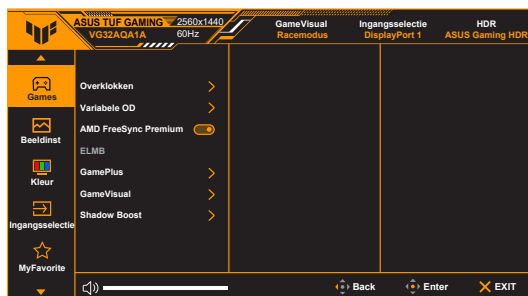 ASUS TUF GAMING 2560x1440
VG32AQA1A 60Hz
GameVisual
Racemodus
Ingangsselectie
DisplayPort 1
HDR
ASUS Gaming HDR
Games
Beeldinst
Kleur
Ingangsselectie
MyFavorite
Overklokken
Variabele OD
AMD FreeSync Premium
ELMB
GamePlus
GameVisual
Shadow Boost
Back
Enter
EXIT